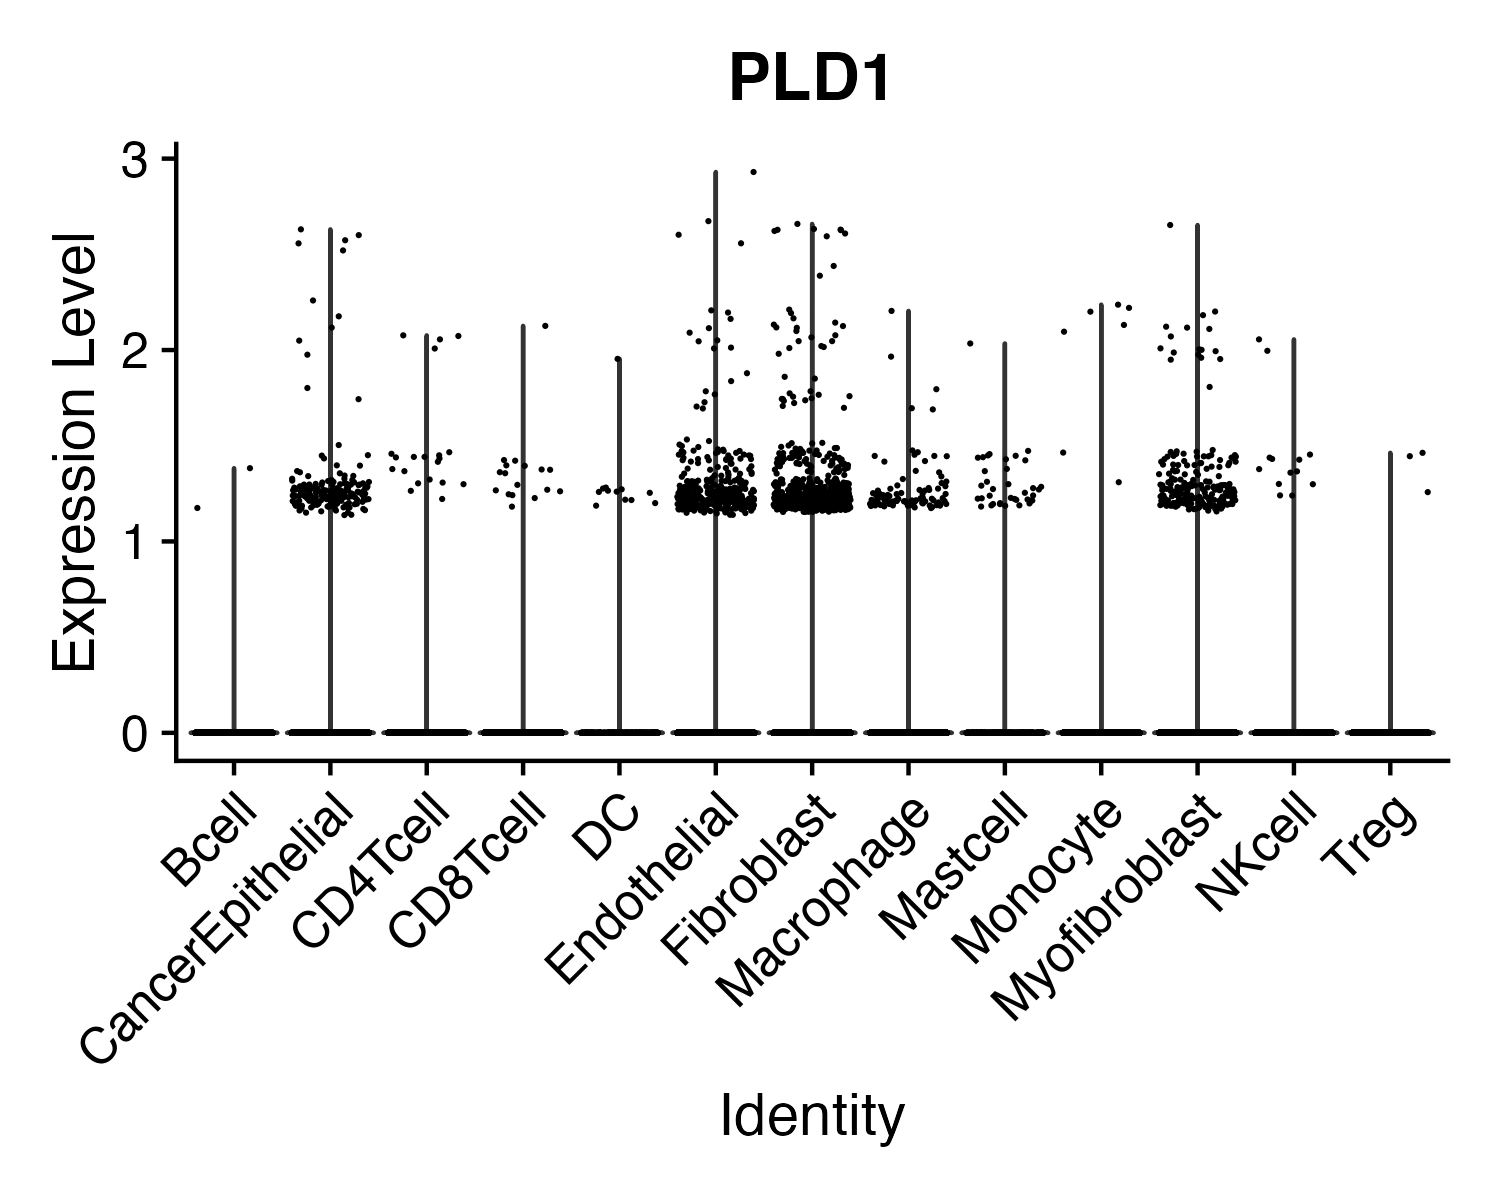 PLD1
Expression Level
3
2
1
0
Bcell
CancerEpithelial
CD4Tcell
CD8Tcell
DC
Endothelial
Fibroblast
Macrophage
Mastcell
Monocyte
Myofibroblast
NKcell
Treg
Identity